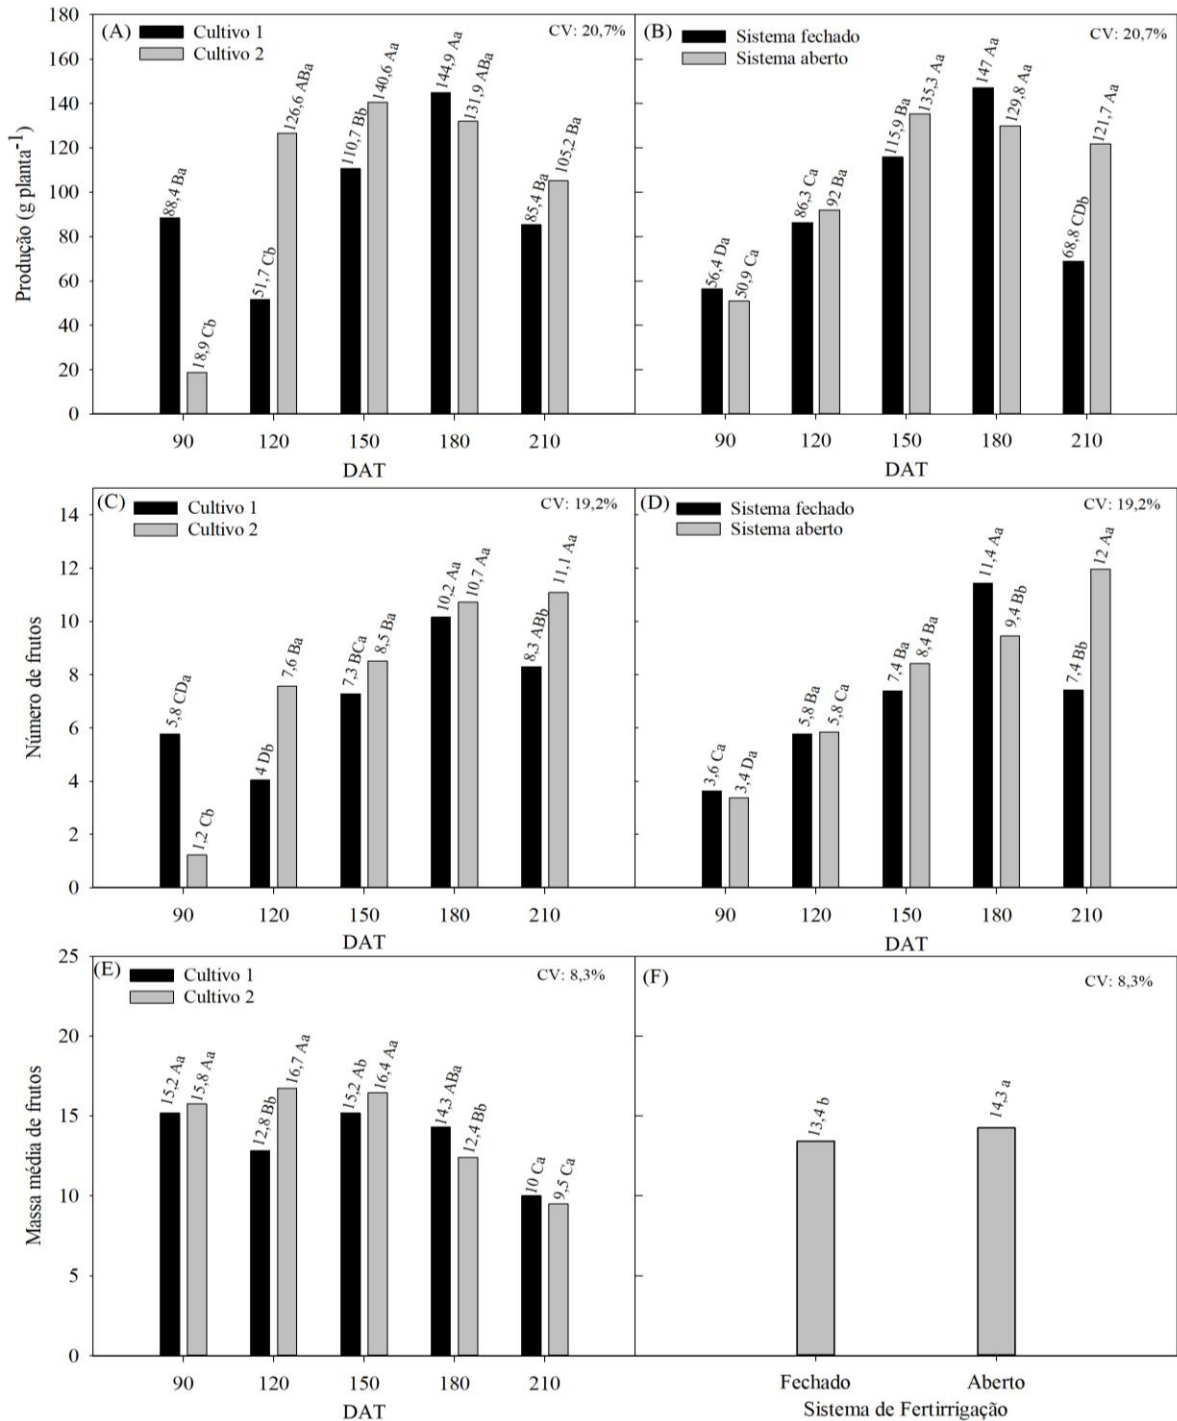 (A)
Cultivo 1
Cultivo 2
CV: 20,7%
Produção (g planta-1)
180
160
140
120
100
80
60
40
20
0
88,4 Ba
18,9 Cb
51,7 Cb
126,6 ABa
110,7 Bb
140,6 Aa
144,9 Aa
131,9 ABa
85,4 Ba
105,2 Ba
90 120 150 180 210
DAT
(B)
Sistema fechado
Sistema aberto
CV: 20,7%
56,4 Da
50,9 Ca
86,3 Ca
92 Ba
115,9 Ba
135,3 Aa
147 Aa
129,8 Aa
68,8 CDb
121,7 Aa
90 120 150 180 210
DAT
(C)
Cultivo 1
Cultivo 2
CV: 19,2%
Número de frutos
14
12
10
8
6
4
2
0
5,8 CDa
1,2 Cb
4 Db
7,6 Ba
7,3 BCa
8,5 Ba
10,2 Aa
10,7 Aa
8,3 ABb
11,1 Aa
90 120 150 180 210
DAT
(D)
Sistema fechado
Sistema aberto
CV: 19,2%
3,6 Ca
3,4 Da
5,8 Ba
5,8 Ca
7,4 Ba
8,4 Ba
11,4 Aa
9,4 Bb
7,4 Bb
12 Aa
90 120 150 180 210
DAT
(E)
Cultivo 1
Cultivo 2
CV: 8,3%
Massa média de frutos
25
20
15
10
5
0
15,2 Aa
15,8 Aa
12,8 Bb
16,7 Aa
15,2 Ab
16,4 Aa
14,3 ABa
12,4 Bb
10 Ca
9,5 Ca
90 120 150 180 210
DAT
(F)
CV: 8,3%
13,4 b
14,3 a
Fechado Aberto
Sistema de Fertirrigação